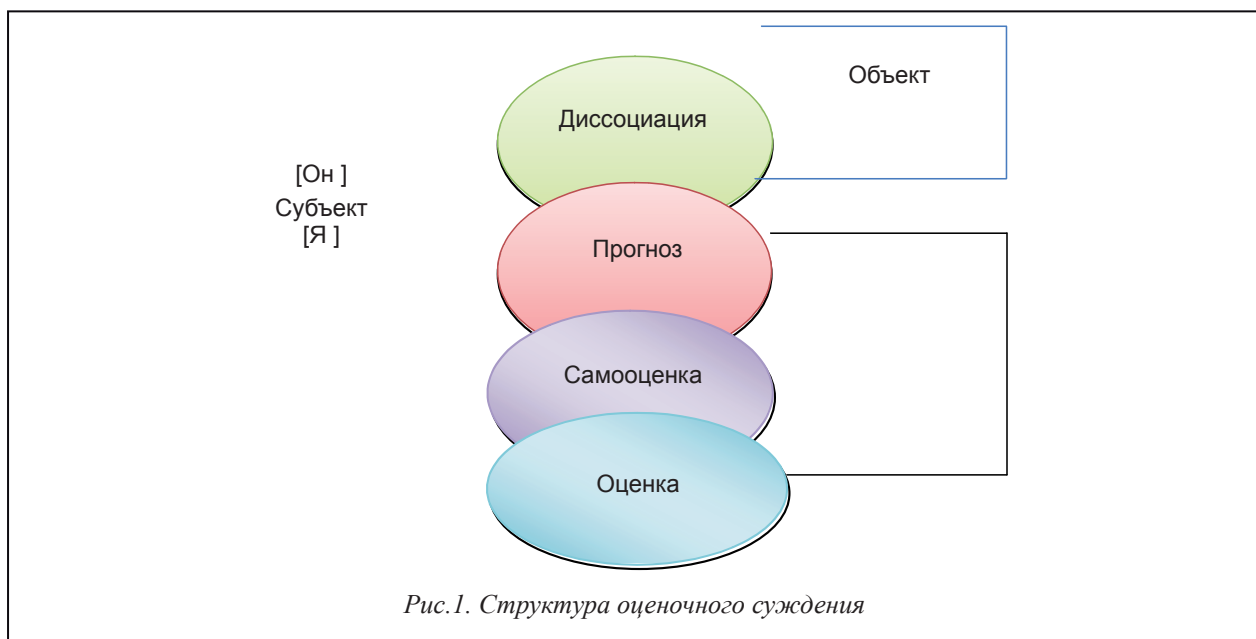 Объект
Диссоциация
[Он ]
Субъект
[Я ]
Прогноз
Самооценка
Оценка
Рис.1. Структура оценочного суждения